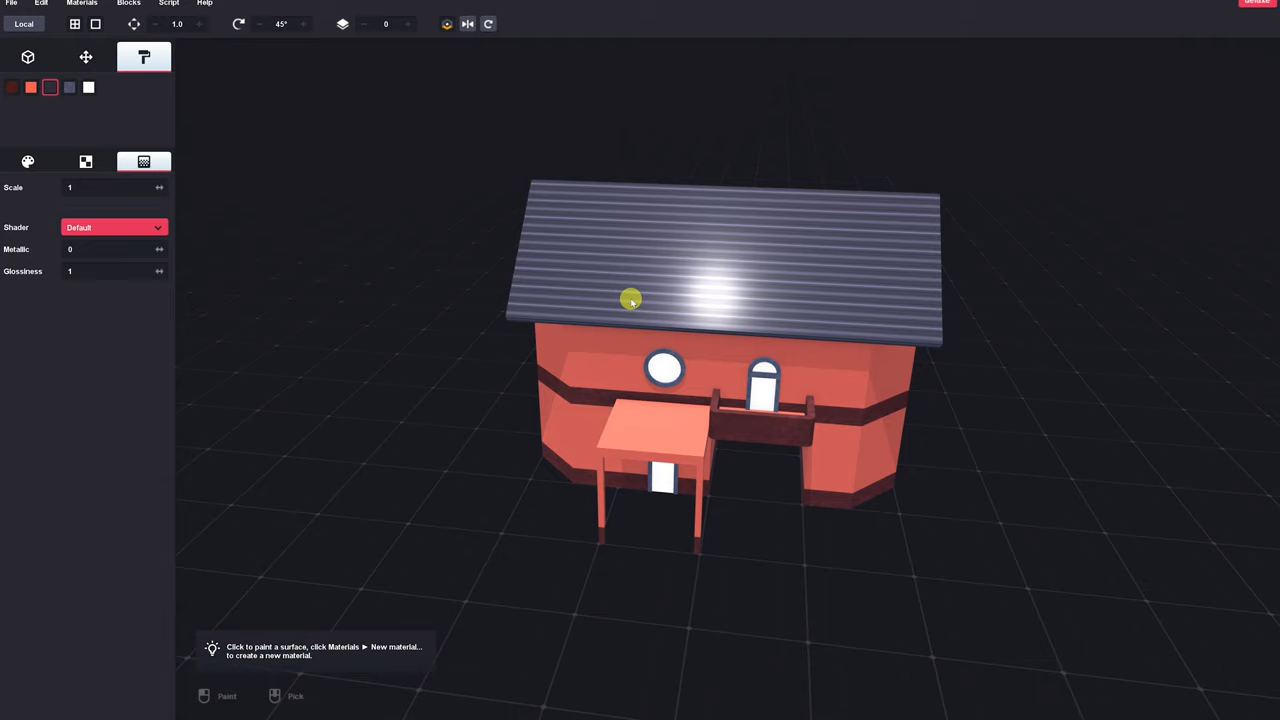 File Edit Materials Blocks Script Help deluxe
Local 1.0 45° 0
Scale 1
Shader Default
Metallic 0
Glossiness 1
Click to paint a surface, click Materials ► New material...
to create a new material.
Paint Pick